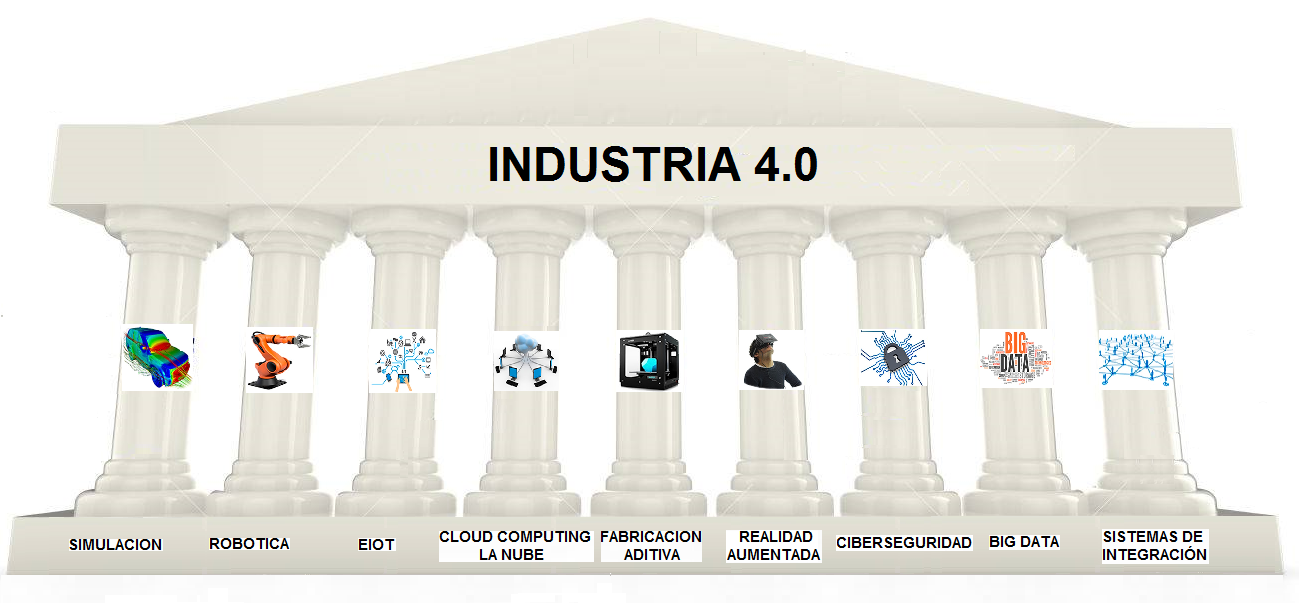 INDUSTRIA 4.0
BIG
DATA
SIMULACION
ROBOTICA
EIOT
CLOUD COMPUTING
LA NUBE
FABRICACION
ADITIVA
REALIDAD
AUMENTADA
CIBERSEGURIDAD
BIG DATA
SISTEMAS DE
INTEGRACIÓN